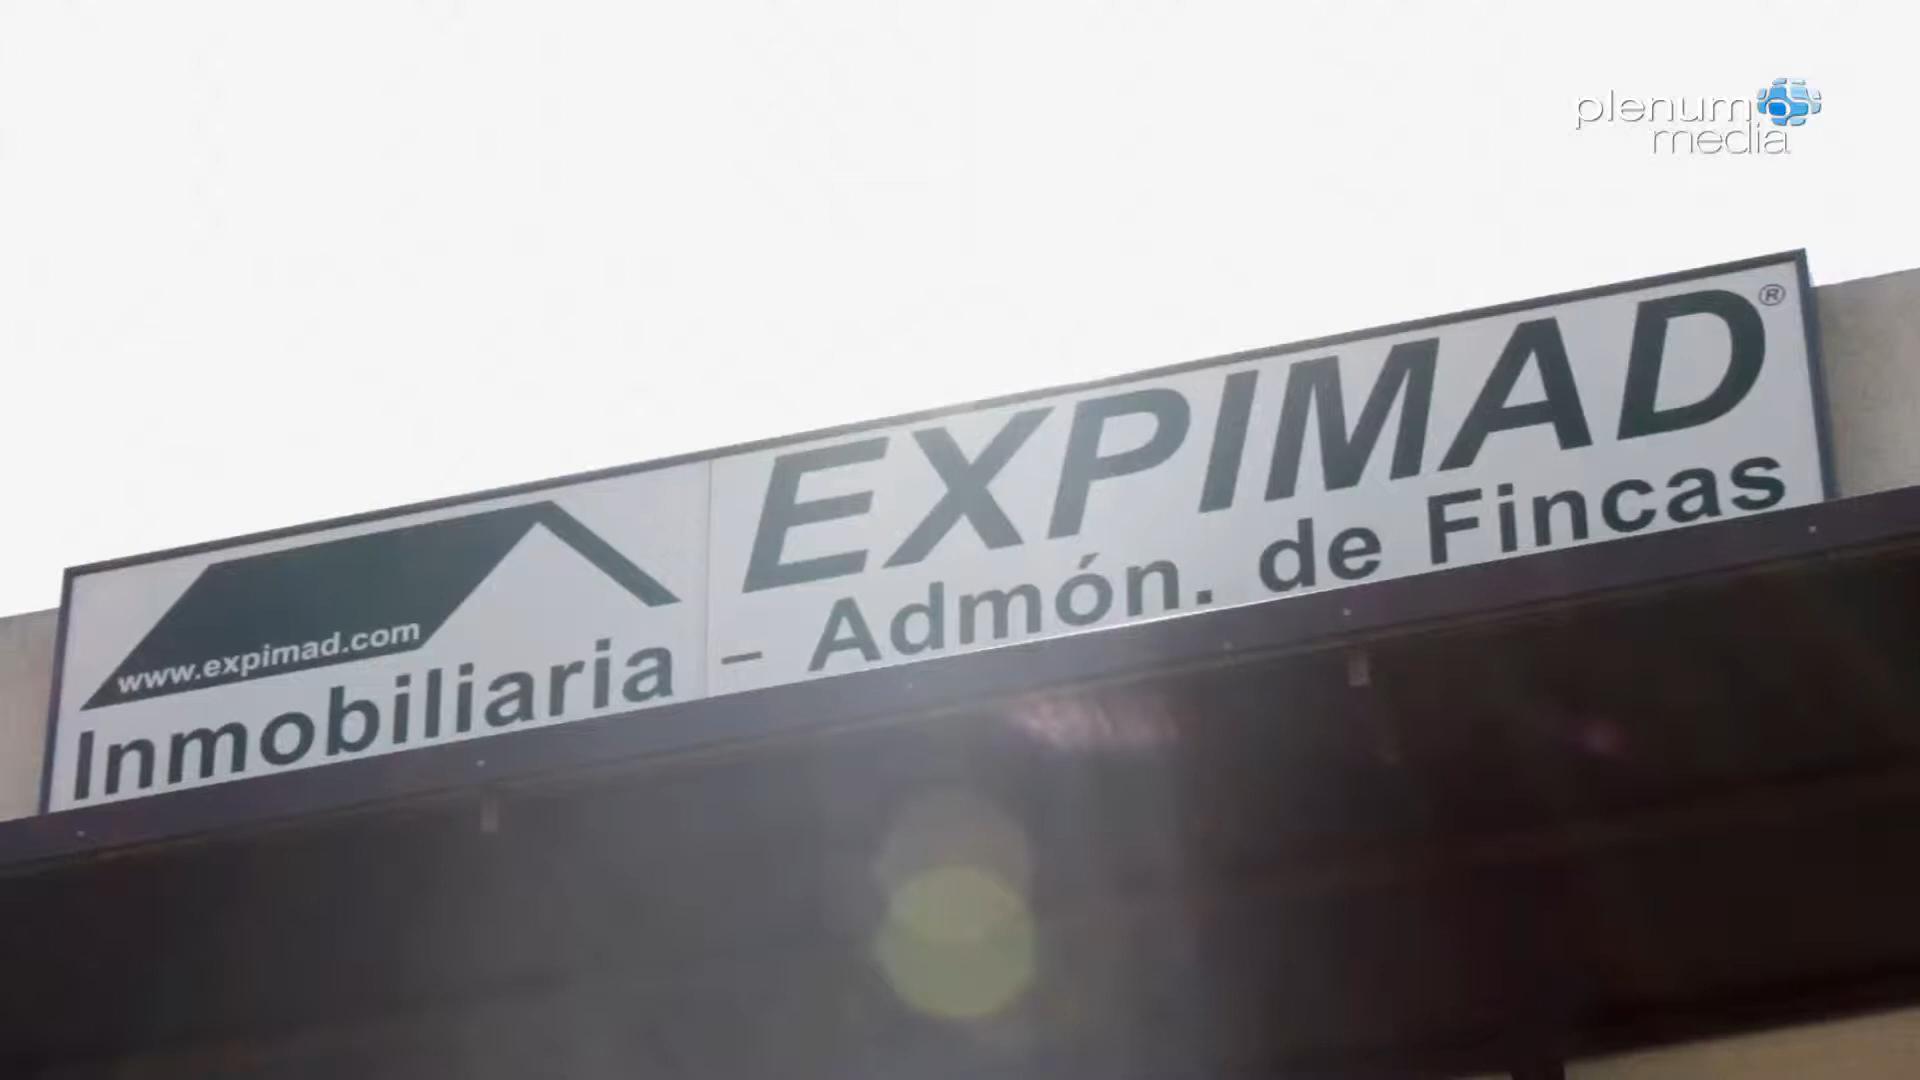 plenum
media
EXPIMAD®
www.expimad.com
Inmobiliaria – Admón. de Fincas